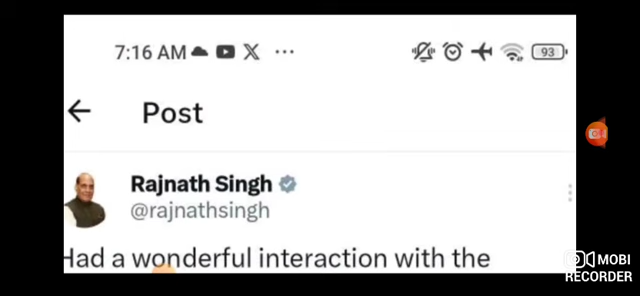 7:16 AM X ...
93
Post
Rajnath Singh
@rajnathsingh
Had a wonderful interaction with the
MOBI
RECORDER